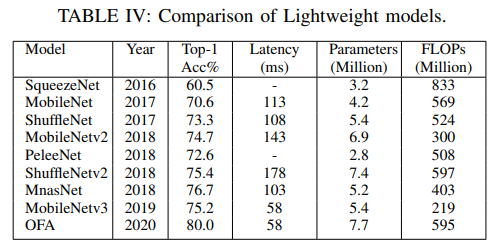 TABLE IV: Comparison of Lightweight models.
Model Year Top-1 Latency Parameters FLOPs
Acc% (ms) (Million) (Million)
SqueezeNet 2016 60.5 - 3.2 833
MobileNet 2017 70.6 113 4.2 569
ShuffleNet 2017 73.3 108 5.4 524
MobileNetv2 2018 74.7 143 6.9 300
PeleeNet 2018 72.6 - 2.8 508
ShuffleNetv2 2018 75.4 178 7.4 597
MnasNet 2018 76.7 103 5.2 403
MobileNetv3 2019 75.2 58 5.4 219
OFA 2020 80.0 58 7.7 595